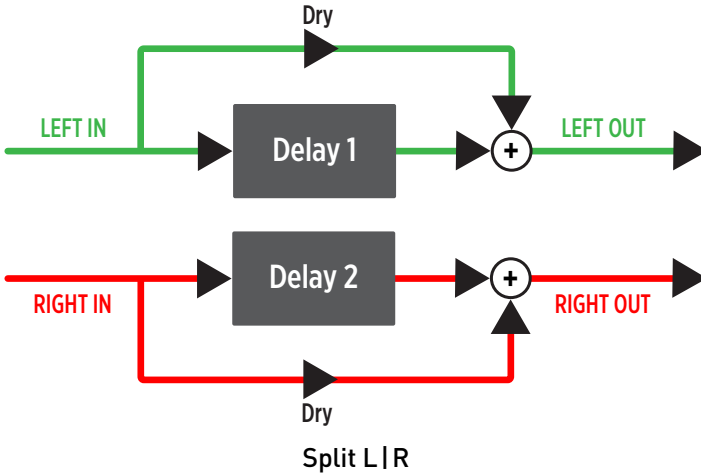 Dry
LEFT IN
Delay 1
+
LEFT OUT
RIGHT IN
Delay 2
+
RIGHT OUT
Dry
Split L|R